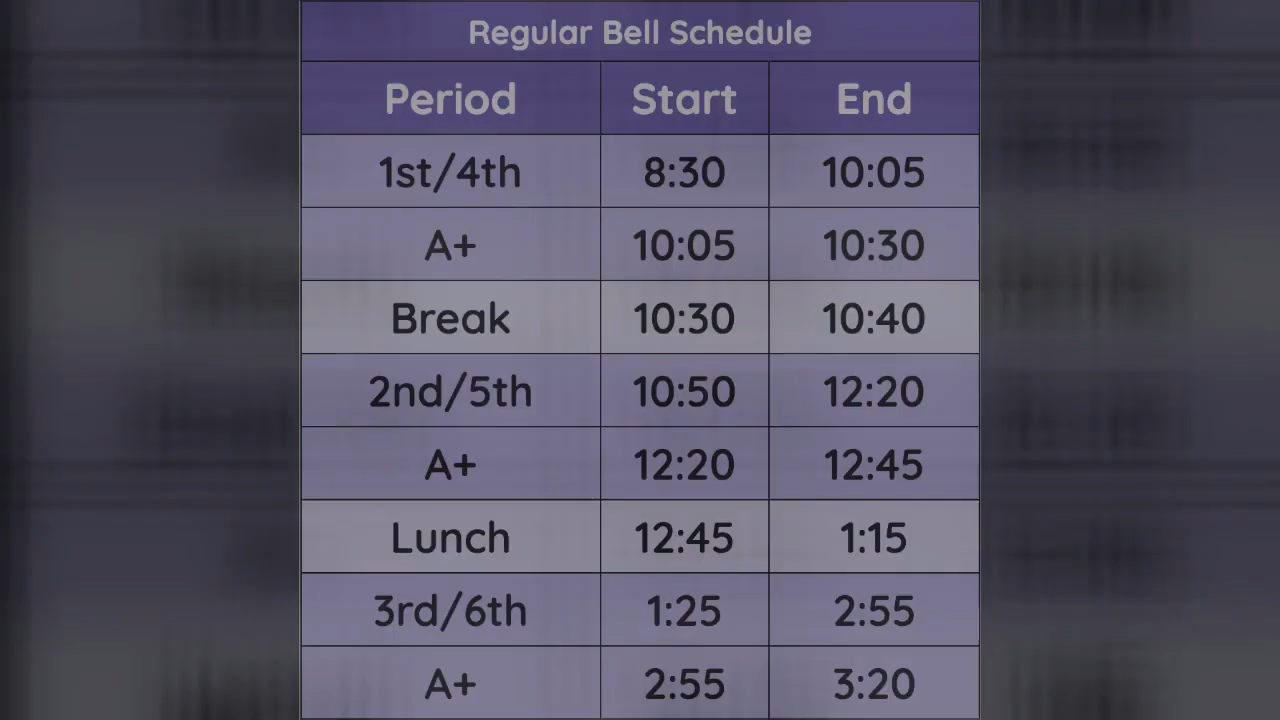 Regular Bell Schedule
Period Start End
1st/4th 8:30 10:05
A+ 10:05 10:30
Break 10:30 10:40
2nd/5th 10:50 12:20
A+ 12:20 12:45
Lunch 12:45 1:15
3rd/6th 1:25 2:55
A+ 2:55 3:20